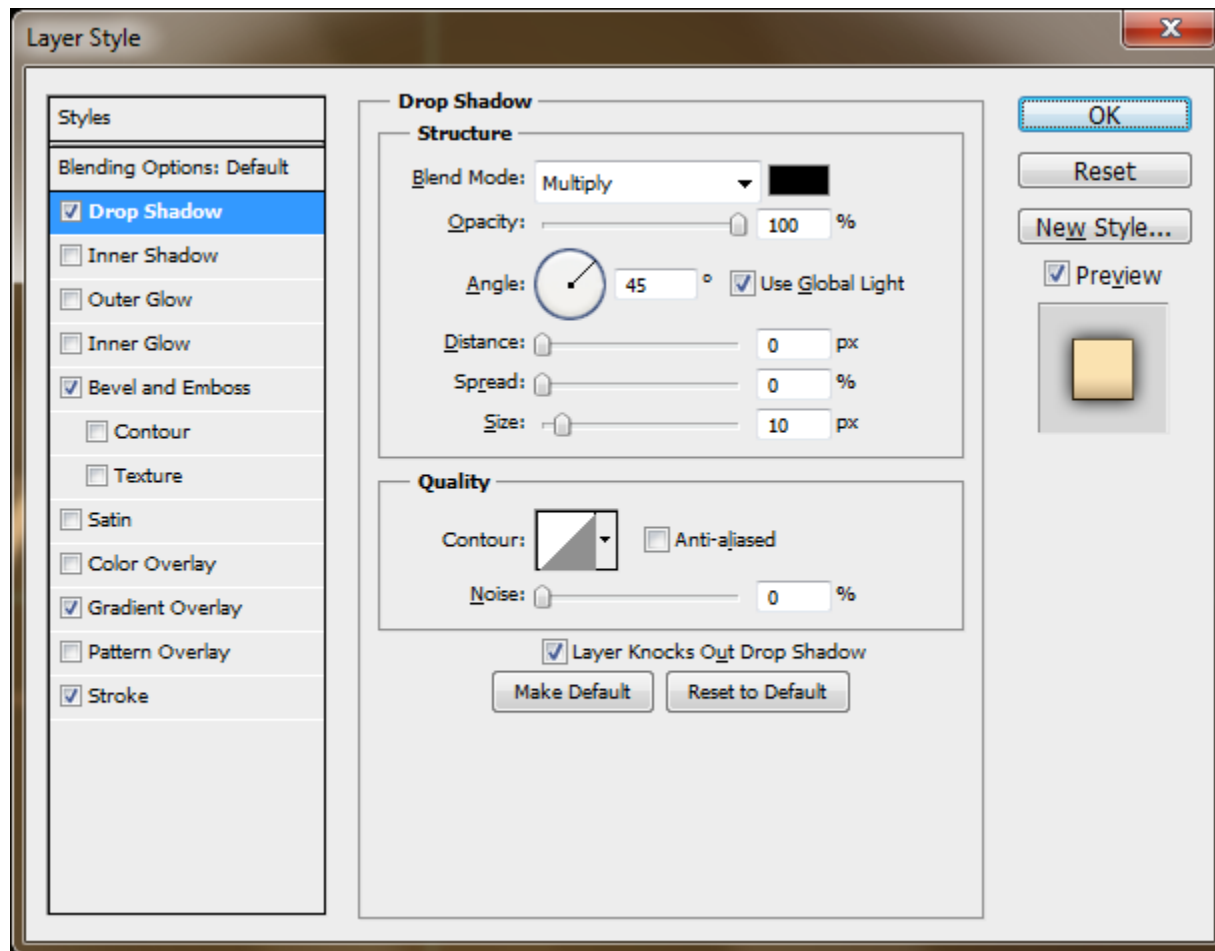 Layer Style
Styles
Blending Options: Default
Drop Shadow
Inner Shadow
Outer Glow
Inner Glow
Bevel and Emboss
Contour
Texture
Satin
Color Overlay
Gradient Overlay
Pattern Overlay
Stroke
Drop Shadow
Structure
Blend Mode: Multiply
Opacity: 100 %
Angle: 45 ° Use Global Light
Distance: 0 px
Spread: 0 %
Size: 10 px
Quality
Contour: Anti-aliased
Noise: 0 %
Layer Knocks Out Drop Shadow
Make Default Reset to Default
OK
Reset
New Style...
Preview